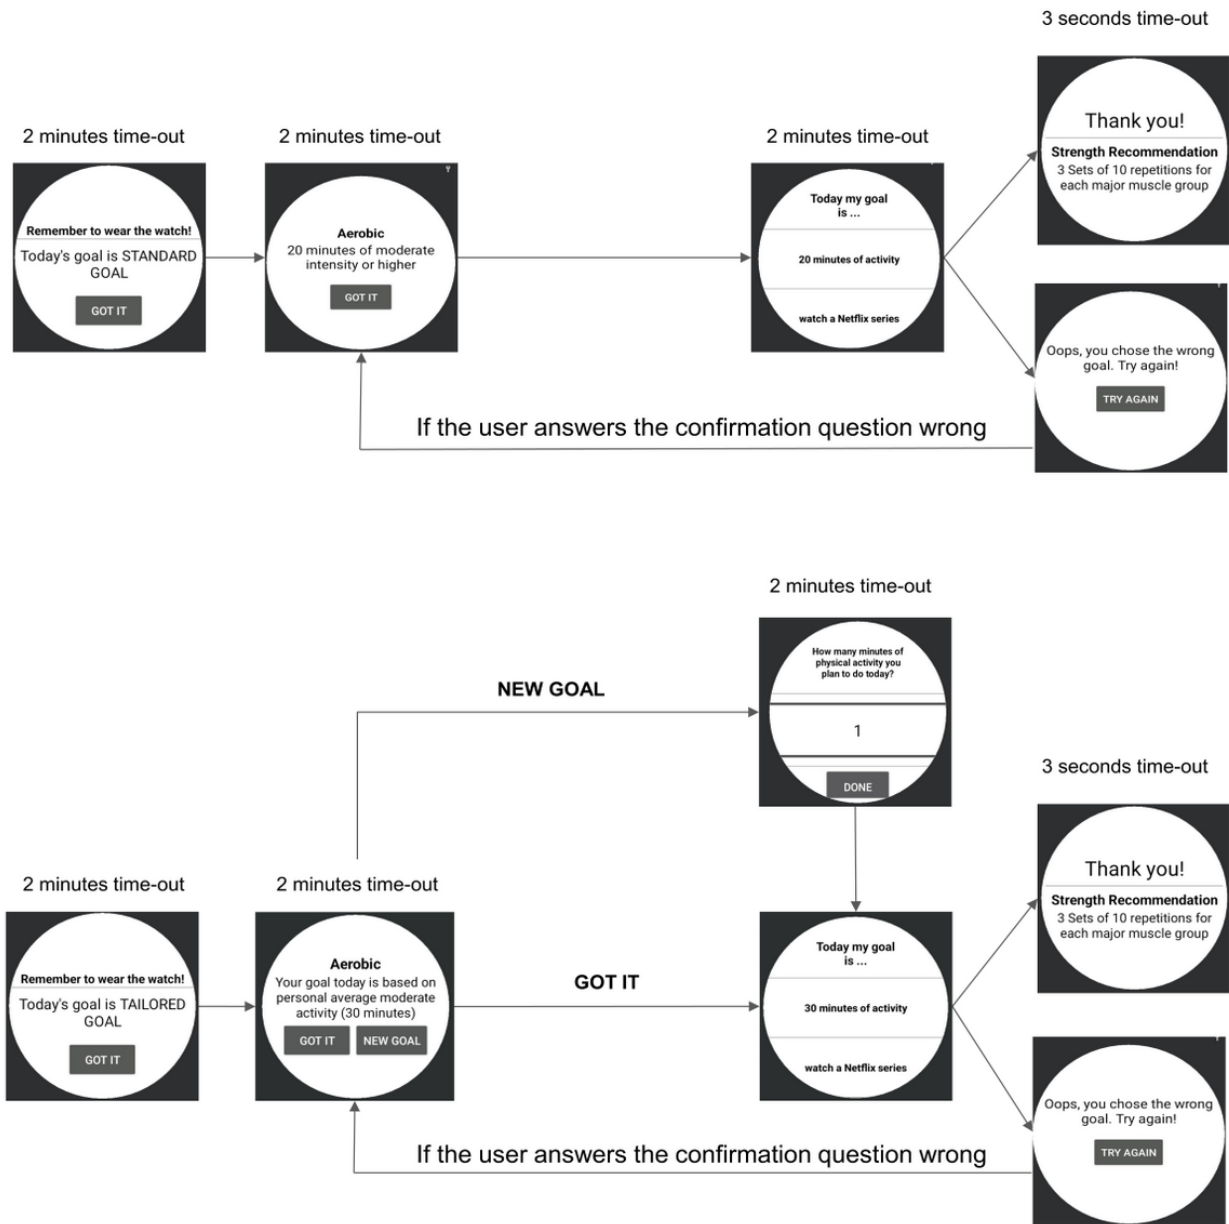 3 seconds time-out
2 minutes time-out
2 minutes time-out
2 minutes time-out
Remember to wear the watch!
Today's goal is STANDARD
GOAL
GOT IT
Aerobic
20 minutes of moderate
intensity or higher
GOT IT
Today my goal
is ...
20 minutes of activity
watch a Netflix series
Thank you!
Strength Recommendation
3 Sets of 10 repetitions for
each major muscle group
Oops, you chose the wrong
goal. Try again!
TRY AGAIN
If the user answers the confirmation question wrong
2 minutes time-out
How many minutes of
physical activity you
plan to do today?
1
DONE
NEW GOAL
3 seconds time-out
2 minutes time-out
2 minutes time-out
Remember to wear the watch!
Today's goal is TAILORED
GOAL
GOT IT
Aerobic
Your goal today is based on
personal average moderate
activity (30 minutes)
GOT IT
NEW GOAL
GOT IT
Today my goal
is ...
30 minutes of activity
watch a Netflix series
Thank you!
Strength Recommendation
3 Sets of 10 repetitions for
each major muscle group
Oops, you chose the wrong
goal. Try again!
TRY AGAIN
If the user answers the confirmation question wrong